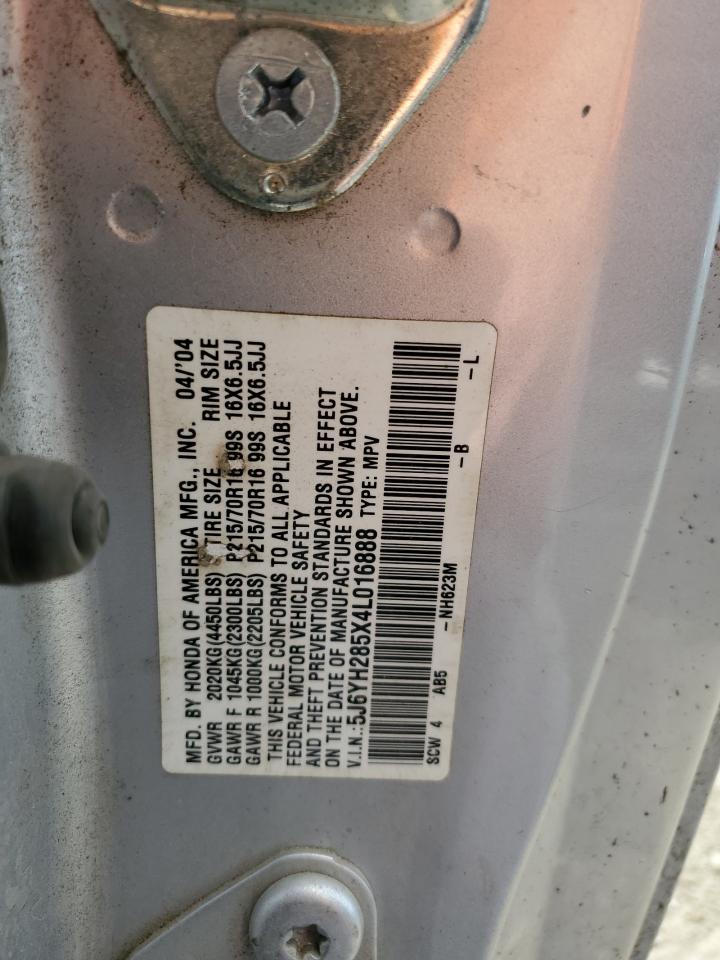 MFD. BY HONDA OF AMERICA MFG., INC. 04/'04
GVWR 2020KG(4450LBS) TIRE SIZE RIM SIZE
GAWR F 1045KG(2300LBS) P215/70R16 99S 16X6.5JJ
GAWR R 1000KG(2205LBS) P215/70R16 99S 16X6.5JJ
THIS VEHICLE CONFORMS TO ALL APPLICABLE
FEDERAL MOTOR VEHICLE SAFETY
AND THEFT PREVENTION STANDARDS IN EFFECT
ON THE DATE OF MANUFACTURE SHOWN ABOVE.
V.I.N.:5J6YH285X4L016888 TYPE: MPV
SCW 4 AB5 -NH623M -B -L